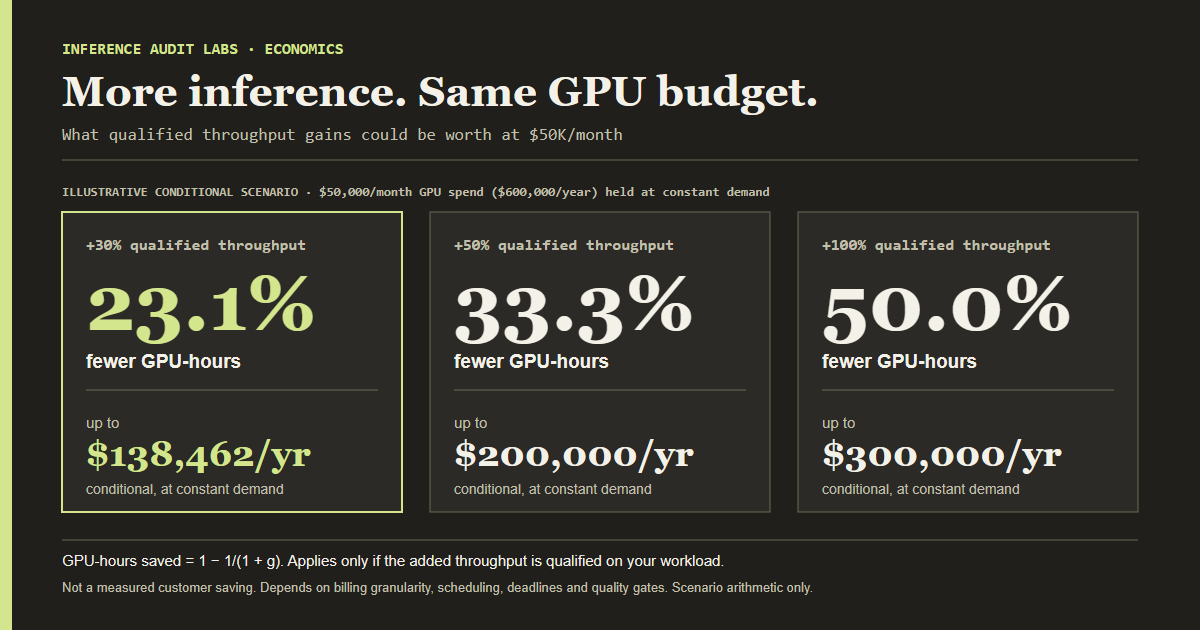 INFERENCE AUDIT LABS · ECONOMICS
More inference. Same GPU budget.
What qualified throughput gains could be worth at $50K/month
ILLUSTRATIVE CONDITIONAL SCENARIO · $50,000/month GPU spend ($600,000/year) held at constant demand
+30% qualified throughput
23.1%
fewer GPU-hours
up to
$138,462/yr
conditional, at constant demand
+50% qualified throughput
33.3%
fewer GPU-hours
up to
$200,000/yr
conditional, at constant demand
+100% qualified throughput
50.0%
fewer GPU-hours
up to
$300,000/yr
conditional, at constant demand
GPU-hours saved = 1 − 1/(1 + g). Applies only if the added throughput is qualified on your workload.
Not a measured customer saving. Depends on billing granularity, scheduling, deadlines and quality gates. Scenario arithmetic only.